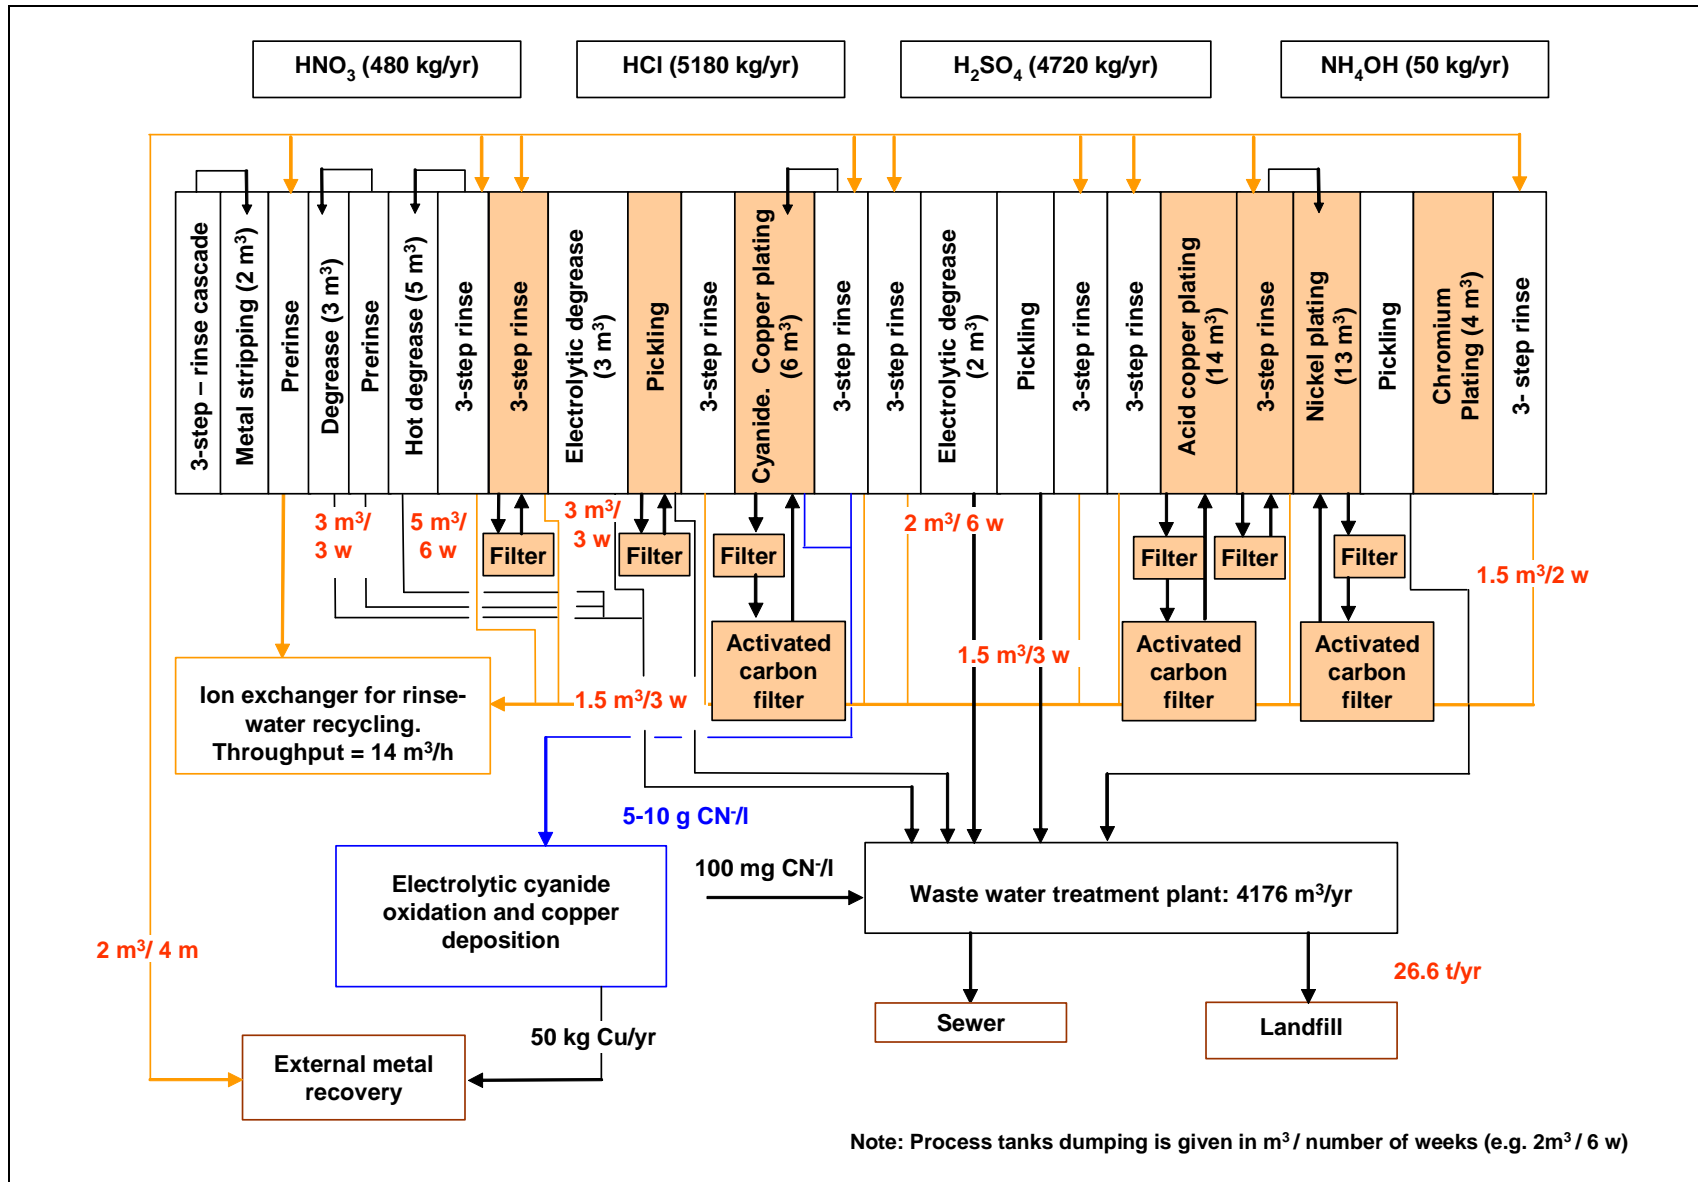 HNO3 (480 kg/yr)
HCl (5180 kg/yr)
H2SO4 (4720 kg/yr)
NH4OH (50 kg/yr)
3-step – rinse cascade
Metal stripping (2 m3)
Prerinse
Degrease (3 m3)
Prerinse
Hot degrease (5 m3)
3-step rinse
3-step rinse
Electrolytic degrease
(3 m3)
Pickling
3-step rinse
Cyanide. Copper plating
(6 m3)
3-step rinse
3-step rinse
Electrolytic degrease
(2 m3)
Pickling
3-step rinse
3-step rinse
Acid copper plating
(14 m3)
3-step rinse
Nickel plating
(13 m3)
Pickling
Chromium
Plating (4 m3)
3- step rinse
3 m3/
3 w
5 m3/
6 w
Filter
3 m3/
3 w
Filter
Filter
2 m3/ 6 w
Filter
Filter
Filter
1.5 m3/2 w
Activated
carbon
filter
1.5 m3/3 w
Activated
carbon
filter
Activated
carbon
filter
Ion exchanger for rinse-
water recycling.
Throughput = 14 m3/h
1.5 m3/3 w
5-10 g CN-/l
100 mg CN-/l
Electrolytic cyanide
oxidation and copper
deposition
Waste water treatment plant: 4176 m3/yr
2 m3/ 4 m
26.6 t/yr
Sewer
Landfill
50 kg Cu/yr
External metal
recovery
Note: Process tanks dumping is given in m3 / number of weeks (e.g. 2m3 / 6 w)